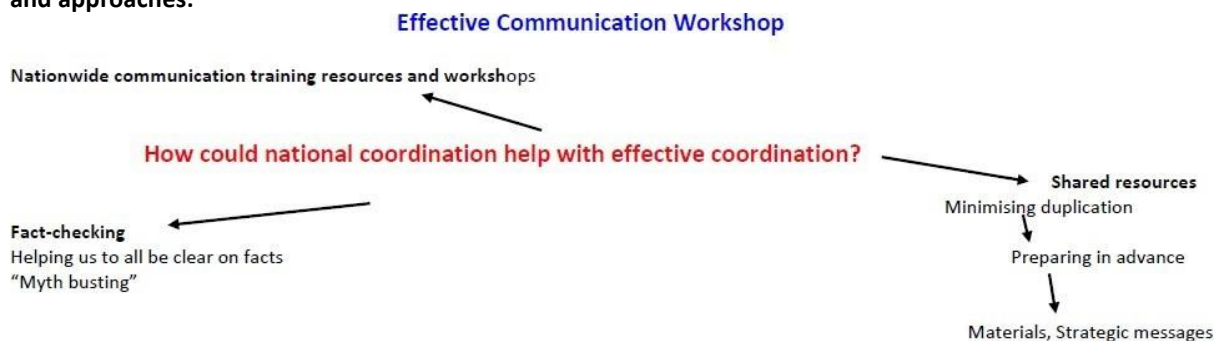 and approaches.
Effective Communication Workshop
Nationwide communication training resources and workshops
How could national coordination help with effective coordination?
Shared resources
Minimising duplication
Fact-checking
Helping us to all be clear on facts
Preparing in advance
“Myth busting”
Materials, Strategic messages